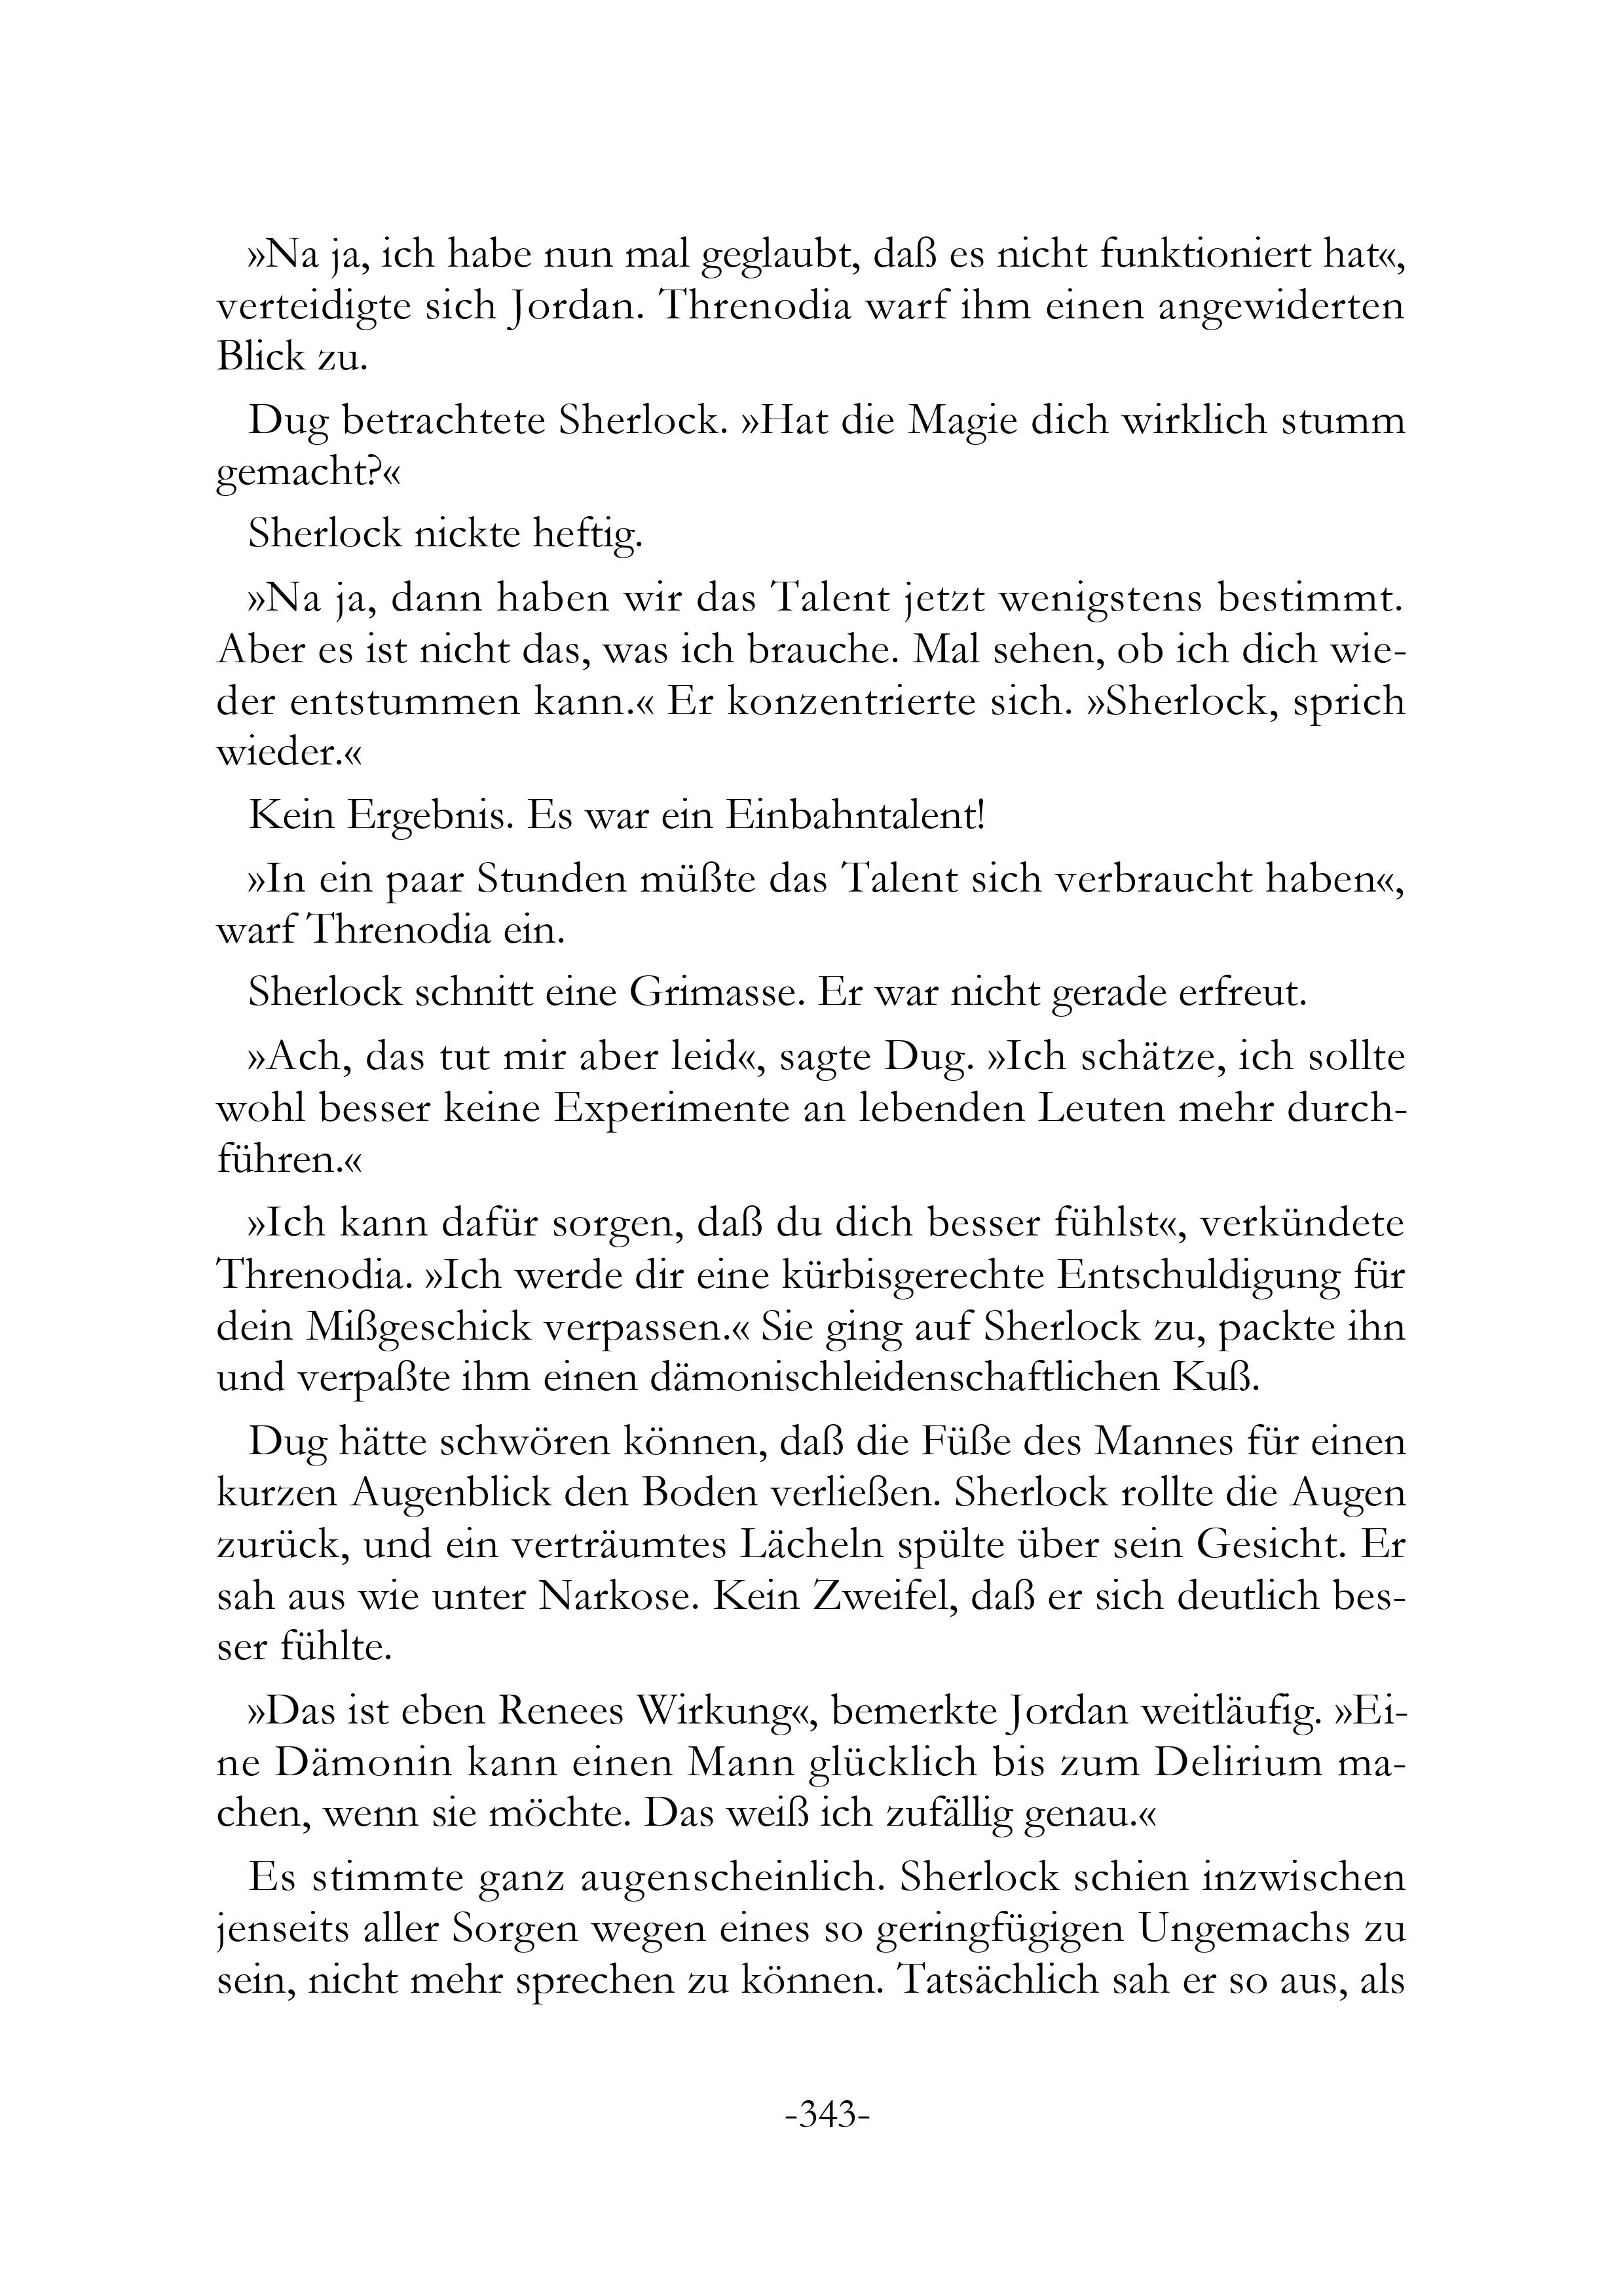 »Na ja, ich habe nun mal geglaubt, daß es nicht funktioniert hat«,
verteidigte sich Jordan. Threnodia warf ihm einen angewiderten
Blick zu.
Dug betrachtete Sherlock. »Hat die Magie dich wirklich stumm
gemacht?«
Sherlock nickte heftig.
»Na ja, dann haben wir das Talent jetzt wenigstens bestimmt.
Aber es ist nicht das, was ich brauche. Mal sehen, ob ich dich wie-
der entstummen kann.« Er konzentrierte sich. »Sherlock, sprich
wieder.«
Kein Ergebnis. Es war ein Einbahntalent!
»In ein paar Stunden müßte das Talent sich verbraucht haben«,
warf Threnodia ein.
Sherlock schnitt eine Grimasse. Er war nicht gerade erfreut.
»Ach, das tut mir aber leid«, sagte Dug. »Ich schätze, ich sollte
wohl besser keine Experimente an lebenden Leuten mehr durch-
führen.«
»Ich kann dafür sorgen, daß du dich besser fühlst«, verkündete
Threnodia. »Ich werde dir eine kürbisgerechte Entschuldigung für
dein Mißgeschick verpassen.« Sie ging auf Sherlock zu, packte ihn
und verpaßte ihm einen dämonischleidenschaftlichen Kuß.
Dug hätte schwören können, daß die Füße des Mannes für einen
kurzen Augenblick den Boden verließen. Sherlock rollte die Augen
zurück, und ein verträumtes Lächeln spülte über sein Gesicht. Er
sah aus wie unter Narkose. Kein Zweifel, daß er sich deutlich bes-
ser fühlte.
»Das ist eben Renees Wirkung«, bemerkte Jordan weitläufig. »Ei-
ne Dämonin kann einen Mann glücklich bis zum Delirium ma-
chen, wenn sie möchte. Das weiß ich zufällig genau.«
Es stimmte ganz augenscheinlich. Sherlock schien inzwischen
jenseits aller Sorgen wegen eines so geringfügigen Ungemachs zu
sein, nicht mehr sprechen zu können. Tatsächlich sah er so aus, als
-343-